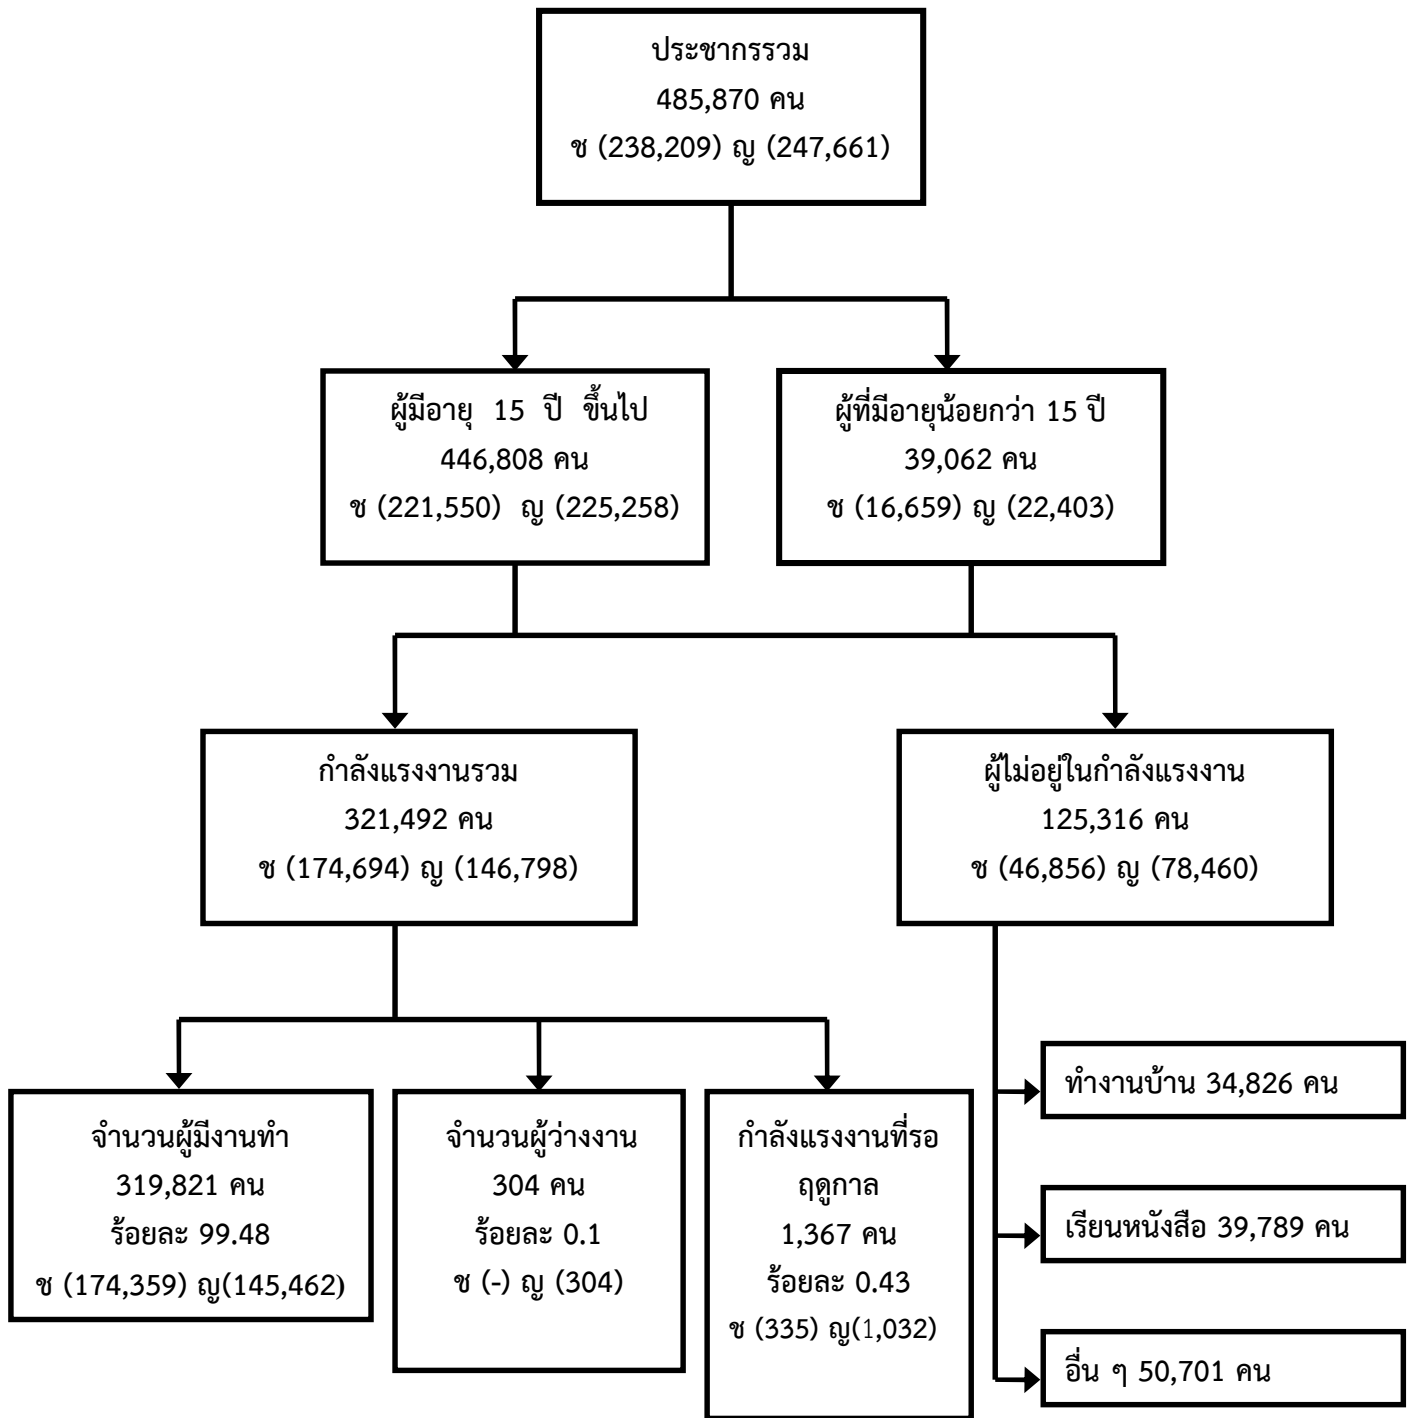 ประชากรรวม
485,870 คน
ช (238,209) ญ (247,661)
ผู้มีอายุ 15 ปี ขึ้นไป
446,808 คน
ช (221,550) ญ (225,258)
ผู้ที่มีอายุน้อยกว่า 15 ปี
39,062 คน
ช (16,659) ญ (22,403)
กำลังแรงงานรวม
321,492 คน
ช (174,694) ญ (146,798)
ผู้ไม่อยู่ในกำลังแรงงาน
125,316 คน
ช (46,856) ญ (78,460)
จำนวนผู้มีงานทำ
319,821 คน
ร้อยละ 99.48
ช (174,359) ญ(145,462)
จำนวนผู้ว่างงาน
304 คน
ร้อยละ 0.1
ช (-) ญ (304)
กำลังแรงงานที่รอ
ฤดูกาล
1,367 คน
ร้อยละ 0.43
ช (335) ญ(1,032)
ทำงานบ้าน 34,826 คน
เรียนหนังสือ 39,789 คน
อื่น ๆ 50,701 คน